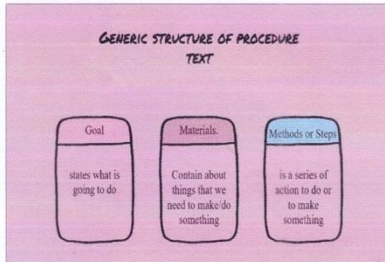 GENERIC STRUCTURE OF PROCEDURE
TEXT
Goal
states what is
going to do
Materials.
Contain about
things that we
need to make/do
something
Methods or Steps
is a series of
action to do or
to make
something